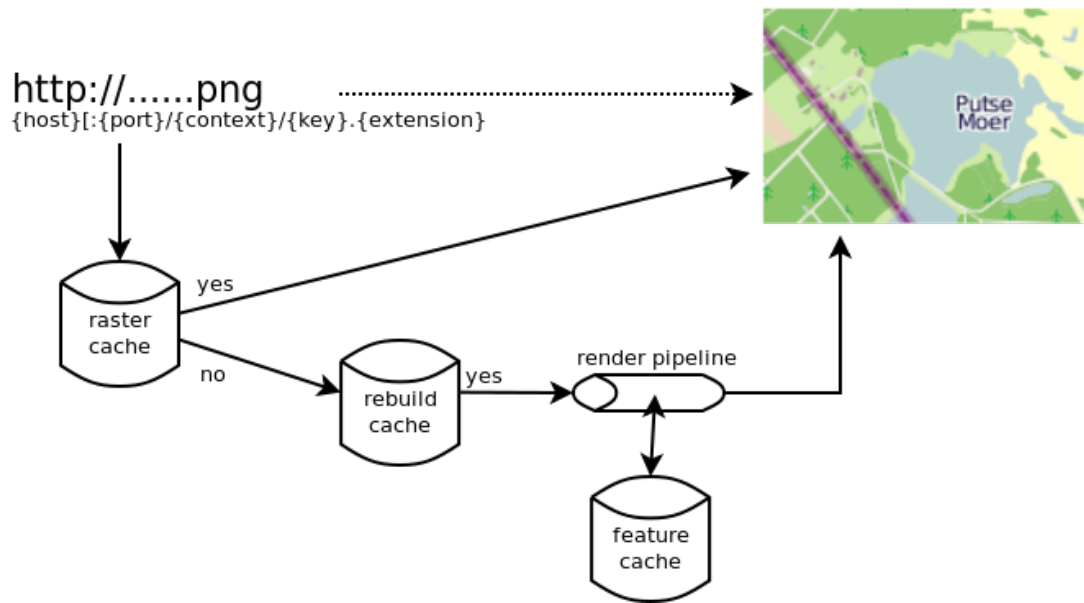 http://......png
{host}[:{port}/{context}/{key}.{extension}
Putse
Moer
yes
raster
cache
no
render pipeline
yes
rebuild
cache
feature
cache